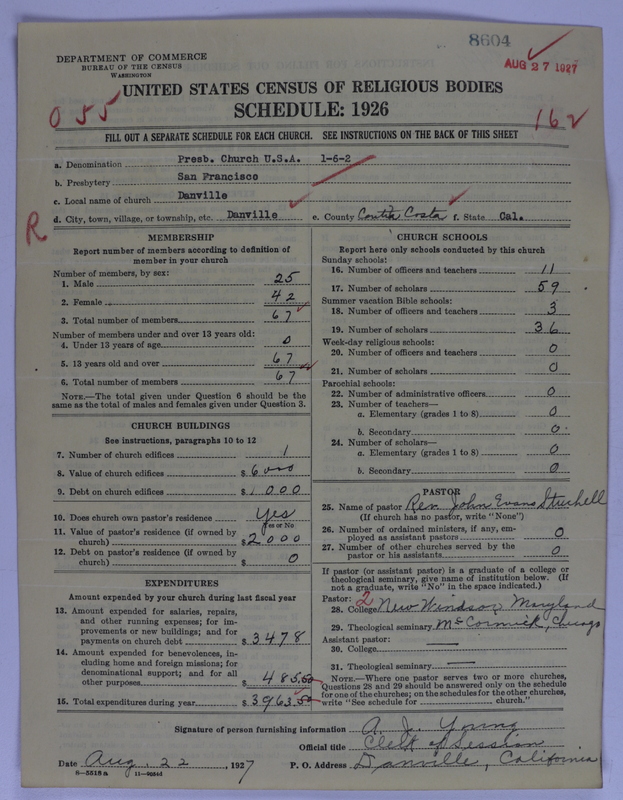 8604
DEPARTMENT OF COMMERCE
BUREAU OF THE CENSUS
WASHINGTON
AUG 27 1927
UNITED STATES CENSUS OF RELIGIOUS BODIES
SCHEDULE: 1926
055
162
FILL OUT A SEPARATE SCHEDULE FOR EACH CHURCH. SEE INSTRUCTIONS ON THE BACK OF THIS SHEET
a. Denomination Presb. Church U.S.A. 1-6-2
b. Presbytery San Francisco
c. Local name of church Danville
d. City, town, village, or township, etc. Danville e. County Contra Costa f. State Cal.
R
MEMBERSHIP
Report number of members according to definition of
member in your church
Number of members, by sex:
1. Male 25
2. Female 42
3. Total number of members 67
Number of members under and over 13 years old:
4. Under 13 years of age 0
5. 13 years old and over 67
6. Total number of members 67
NOTE.—The total given under Question 6 should be
same as the total of males and females given under Question 3.
CHURCH BUILDINGS
See instructions, paragraphs 10 to 12
7. Number of church edifices 1
8. Value of church edifices $6000
9. Debt on church edifices $1000
10. Does church own pastor's residence Yes
Yes or No
11. Value of pastor's residence (if owned by
church) $2000
12. Debt on pastor's residence (if owned by
church) $ 0
EXPENDITURES
Amount expended by your church during last fiscal year
13. Amount expended for salaries, repairs,
and other running expenses; for im-
provements or new buildings; and for
payments on church debt $3478
14. Amount expended for benevolences, in-
cluding home and foreign missions; for
denominational support; and for all
other purposes $ 485.50
15. Total expenditures during year $3963.50
CHURCH SCHOOLS
Report here only schools conducted by this church
Sunday schools:
16. Number of officers and teachers 11
17. Number of scholars 59
Summer vacation Bible schools:
18. Number of officers and teachers 3
19. Number of scholars 36
Week-day religious schools:
20. Number of officers and teachers 0
21. Number of scholars 0
Parochial schools:
22. Number of administrative officers 0
23. Number of teachers—
a. Elementary (grades 1 to 8) 0
b. Secondary 0
24. Number of scholars—
a. Elementary (grades 1 to 8) 0
b. Secondary 0
PASTOR
25. Name of pastor Rev. John Evans
(If church has no pastor, write "None")
26. Number of ordained ministers, if any, em-
ployed as assistant pastors 0
27. Number of other churches served by the
pastor or his assistants 0
If pastor (or assistant pastor) is a graduate of a college or
theological seminary, give name of institution below. (If
not a graduate, write "No" in the space indicated.)
Pastor: 2
28. College New Windsor, Maryland
29. Theological seminary McCormick, Chicago
Assistant pastor:
30. College
31. Theological seminary
NOTE.—Where one pastor serves two or more churches,
Questions 28 and 29 should be answered only on the schedule
for one of the churches; on the schedules for the other churches,
write "See schedule for church."
Signature of person furnishing information A. J. Young
Official title Clerk of Session
Date Aug. 22, 1927 P. O. Address Danville, California
8—5518a